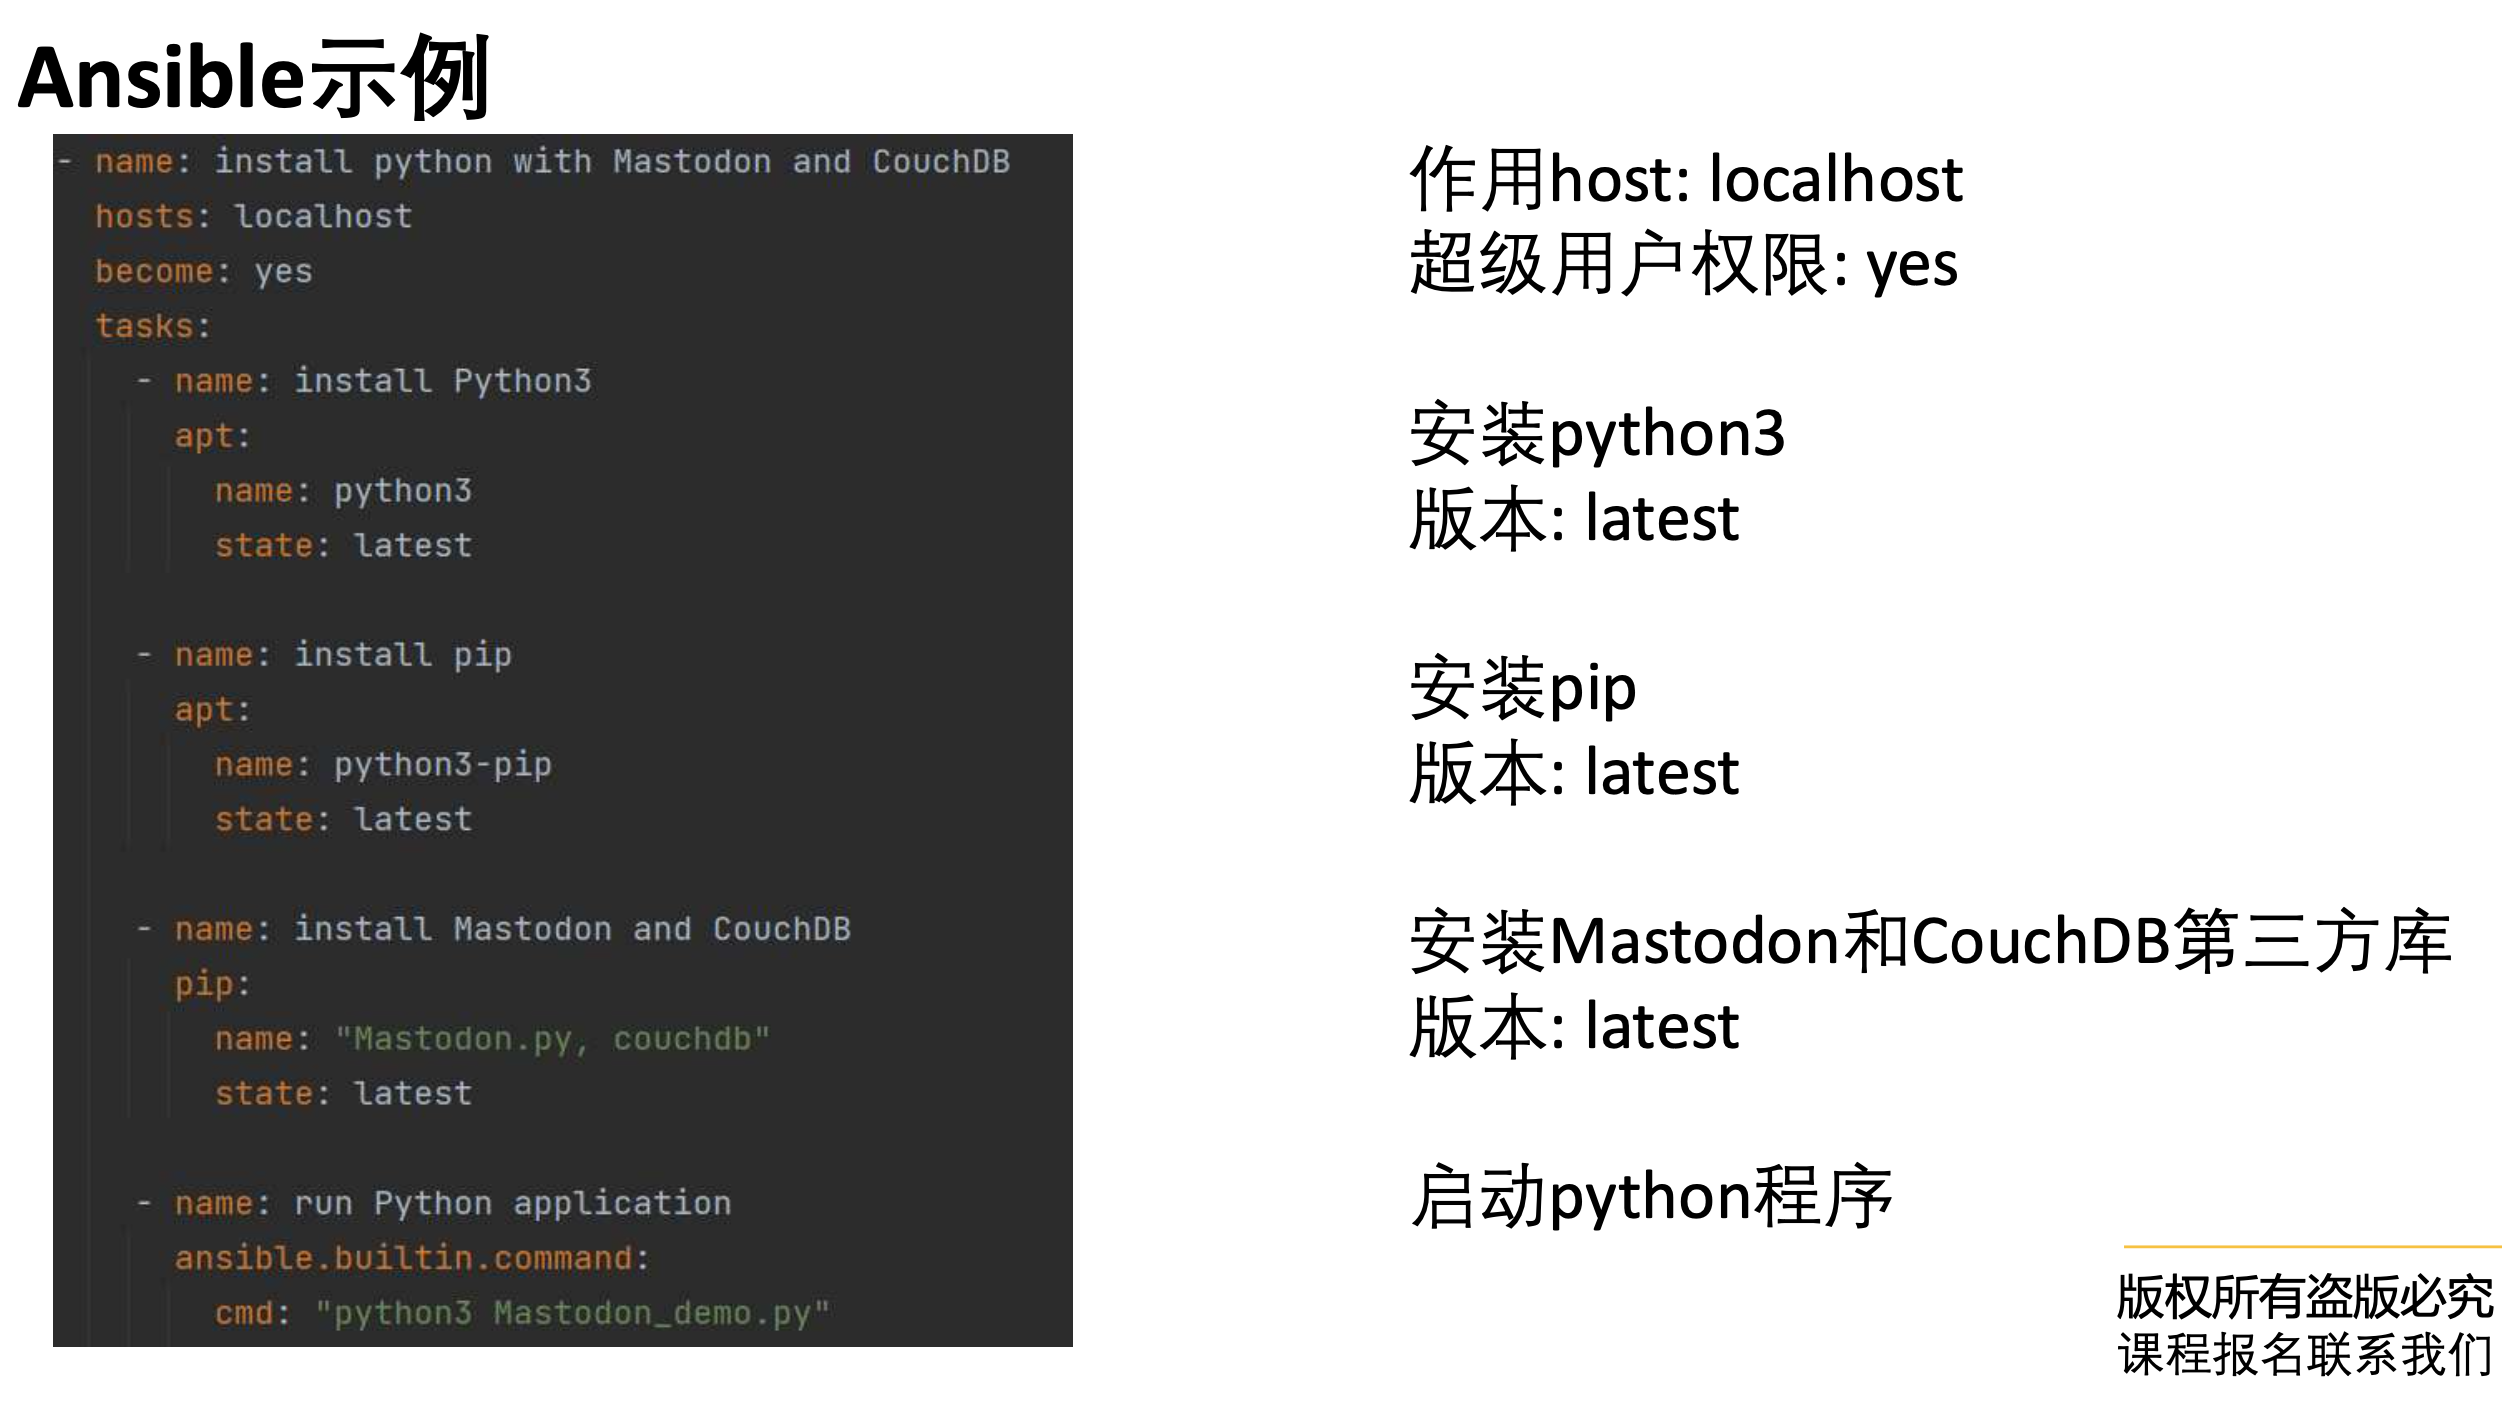 Ansible示例
- name: install python with Mastodon and CouchDB
hosts: localhost
become: yes
tasks:
- name: install Python3
apt:
name: python3
state: latest
- name: install pip
apt:
name: python3-pip
state: latest
- name: install Mastodon and CouchDB
pip:
name: "Mastodon.py, couchdb"
state: latest
- name: run Python application
ansible.builtin.command:
cmd: "python3 Mastodon_demo.py"
作用host: localhost
超级用户权限: yes
安装python3
版本: latest
安装pip
版本: latest
安装Mastodon和CouchDB第三方库
版本: latest
启动python程序
版权所有盗版必究
课程报名联系我们